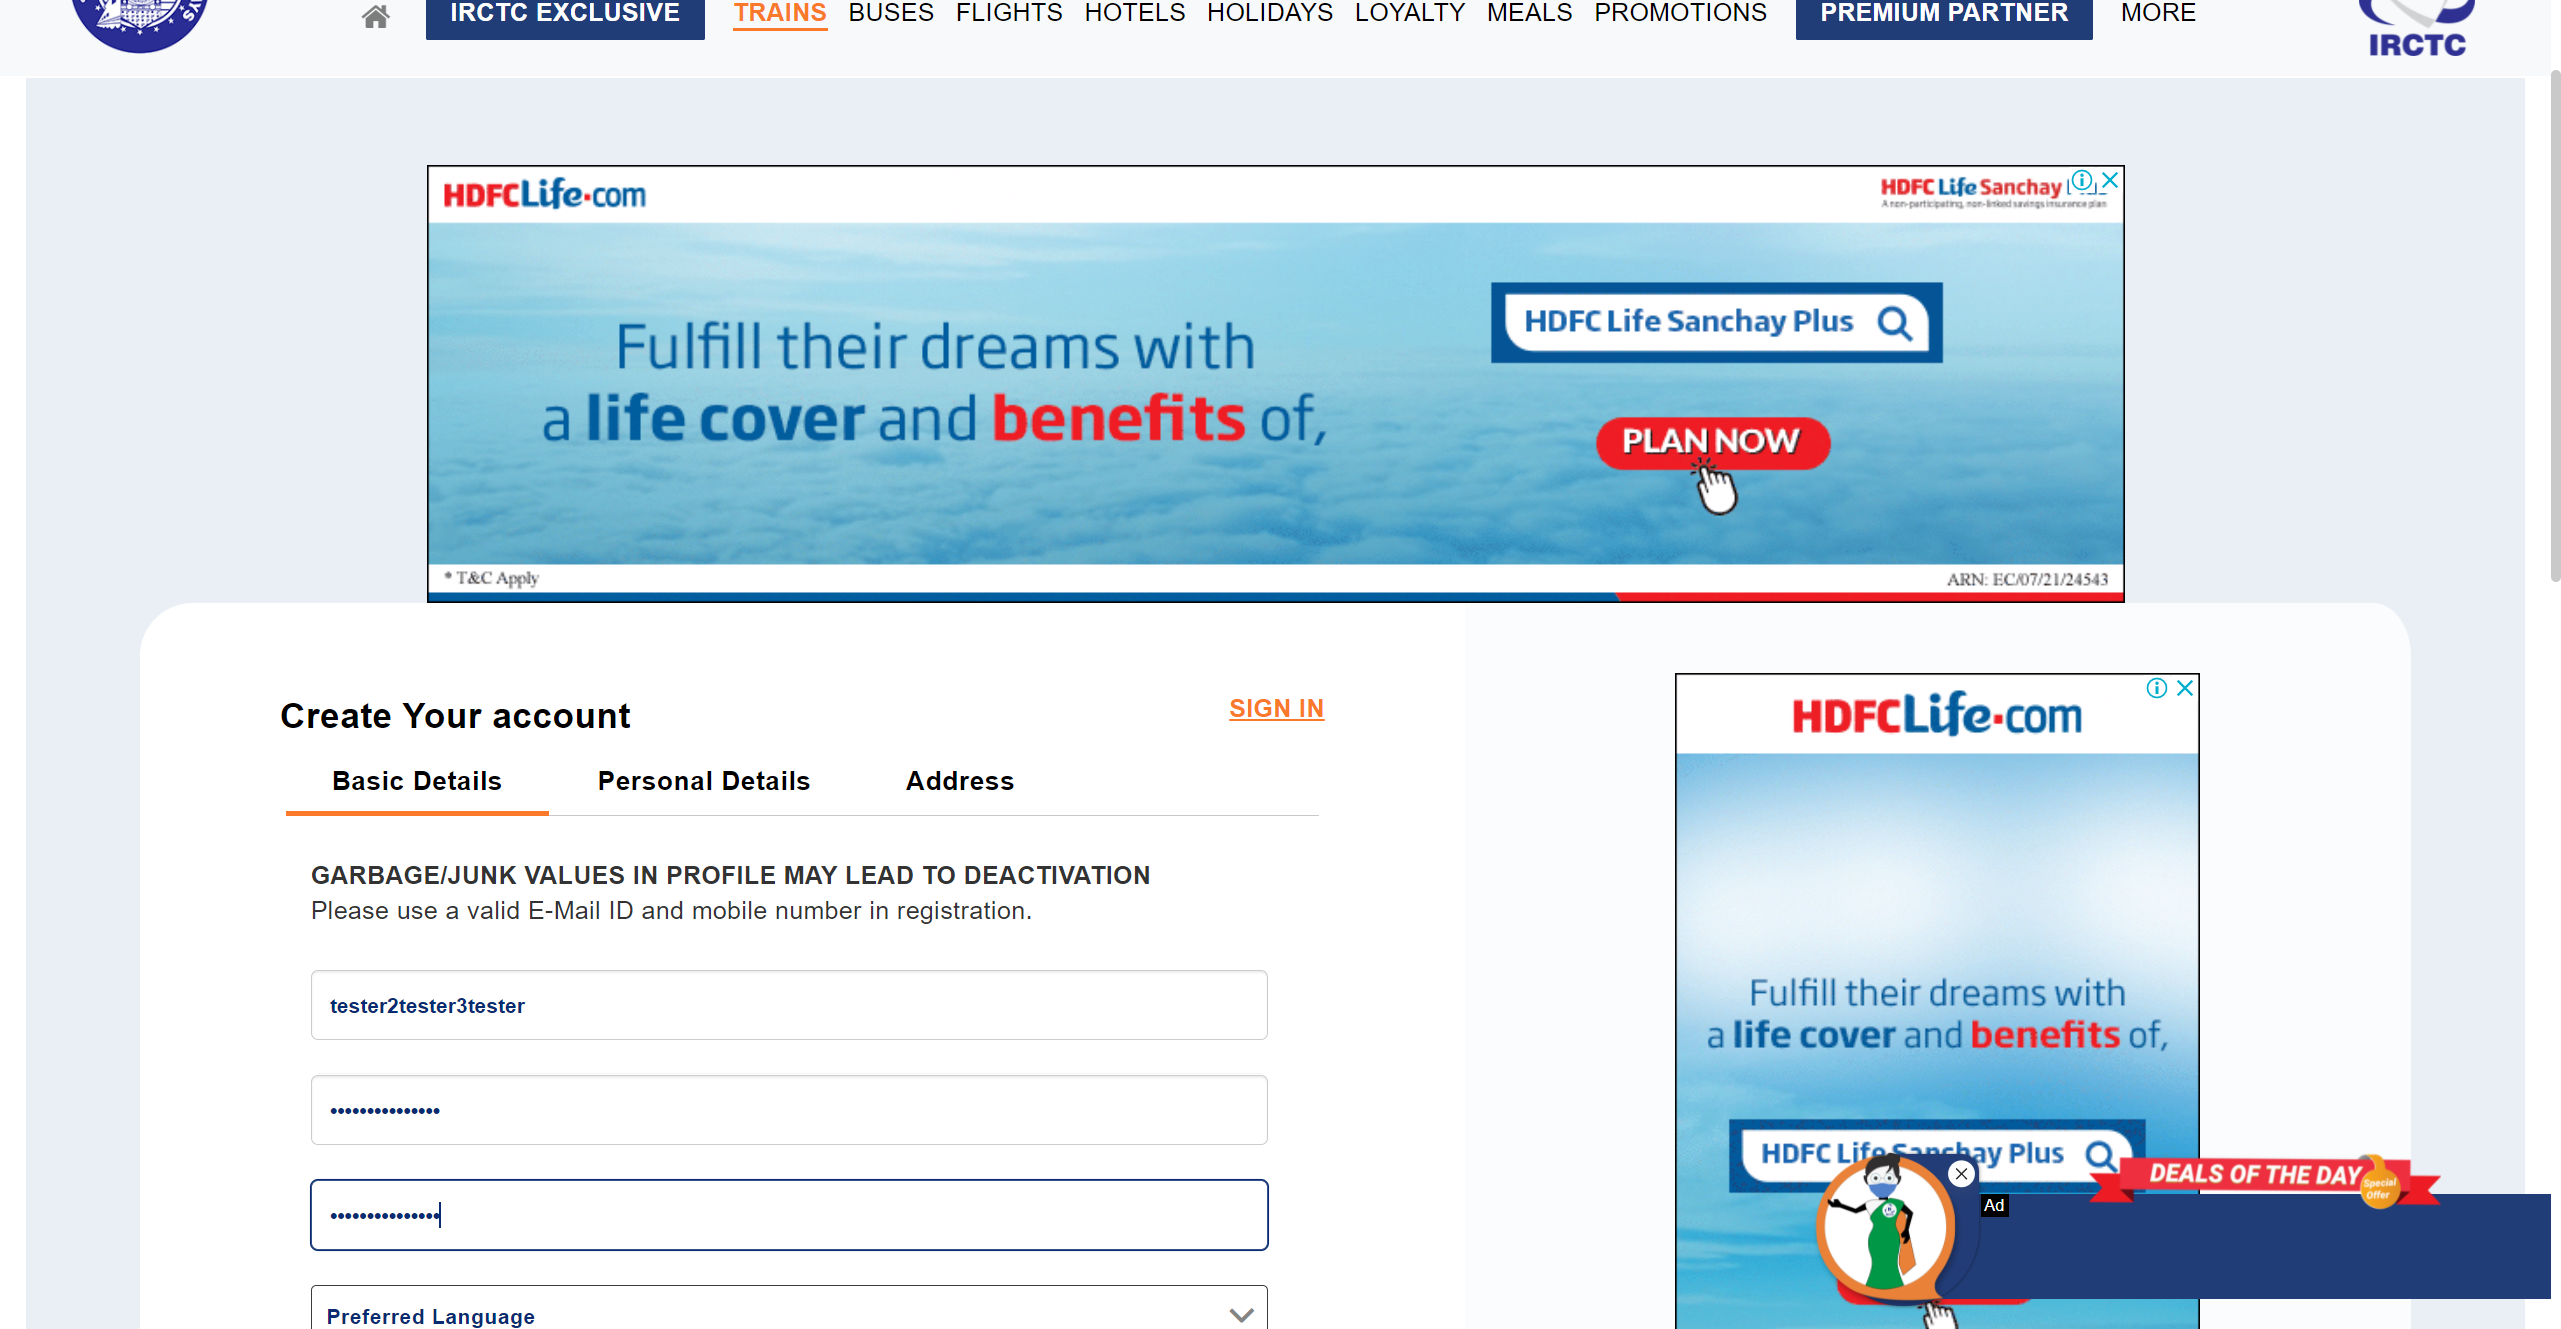 IRCTC EXCLUSIVE
TRAINS
BUSES
FLIGHTS
HOTELS
HOLIDAYS
LOYALTY
MEALS
PROMOTIONS
PREMIUM PARTNER
MORE
IRCTC
HDFCLife.com
HDFC Life Sanchay
A non-participating, non-linked savings insurance plan
Fulfill their dreams with
a life cover and benefits of,
HDFC Life Sanchay Plus
PLAN NOW
* T&C Apply
ARN: EC/07/21/24543
Create Your account
SIGN IN
Basic Details
Personal Details
Address
GARBAGE/JUNK VALUES IN PROFILE MAY LEAD TO DEACTIVATION
Please use a valid E-Mail ID and mobile number in registration.
tester2tester3tester
•••••••••••••••
•••••••••••••••
Preferred Language
HDFCLife.com
Fulfill their dreams with
a life cover and benefits of,
HDFC Life Sanchay Plus
DEALS OF THE DAY
Special
Offer
Ad